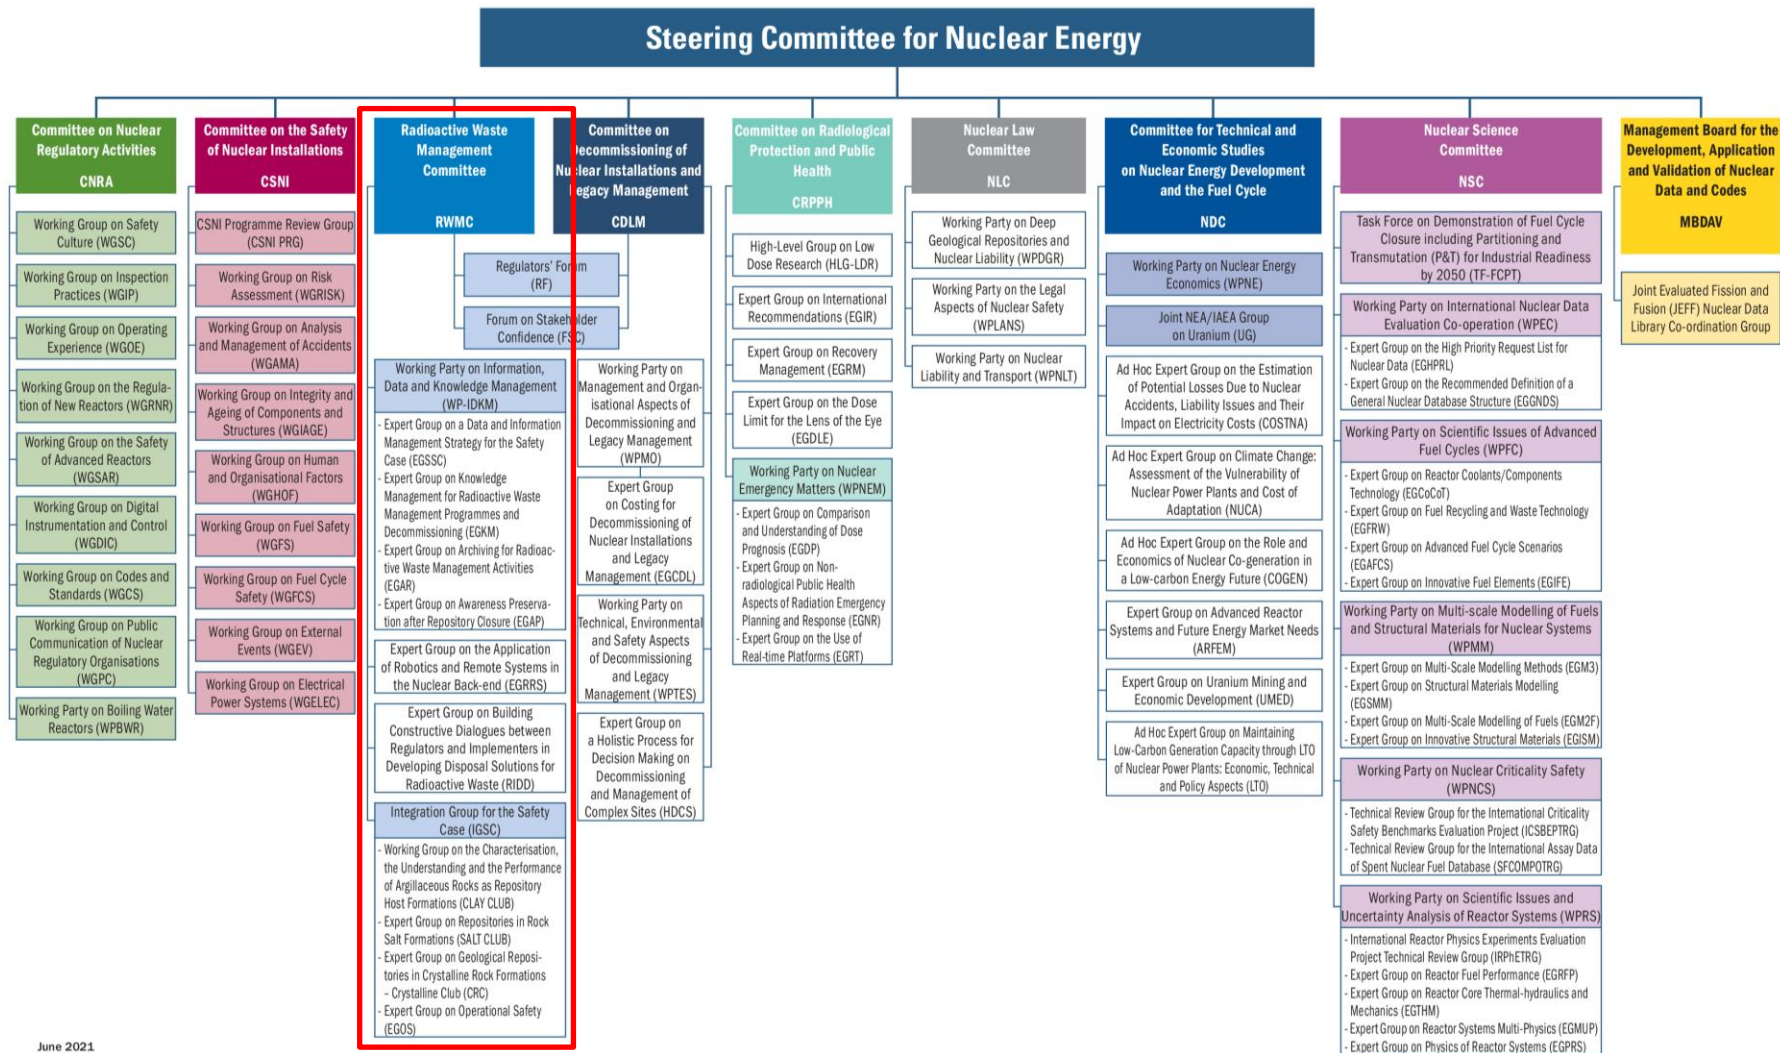 Steering Committee for Nuclear Energy
Committee on Nuclear
Regulatory Activities
CNRA
Working Group on Safety
Culture (WGSC)
Working Group on Inspection
Practices (WGIP)
Working Group on Operating
Experience (WGOE)
Working Group on the Regula-
tion of New Reactors (WGRNR)
Working Group on the Safety
of Advanced Reactors
(WGSAR)
Working Group on Digital
Instrumentation and Control
(WGDIC)
Working Group on Codes and
Standards (WGCS)
Working Group on Public
Communication of Nuclear
Regulatory Organisations
(WGPC)
Working Party on Boiling Water
Reactors (WPBWR)
Committee on the Safety
of Nuclear Installations
CSNI
CSNI Programme Review Group
(CSNI PRG)
Working Group on Risk
Assessment (WGRISK)
Working Group on Analysis
and Management of Accidents
(WGAMA)
Working Group on Integrity and
Ageing of Components and
Structures (WGIAGE)
Working Group on Human
and Organisational Factors
(WGHOF)
Working Group on Fuel Safety
(WGFS)
Working Group on Fuel Cycle
Safety (WGFCS)
Working Group on External
Events (WGEV)
Working Group on Electrical
Power Systems (WGELEC)
Radioactive Waste
Management
Committee
RWMC
Regulators' Forum
(RF)
Forum on Stakeholder
Confidence (FSC)
Working Party on Information,
Data and Knowledge Management
(WP-IDKM)
- Expert Group on a Data and Information
Management Strategy for the Safety
Case (EGSSC)
- Expert Group on Knowledge
Management for Radioactive Waste
Management Programmes and
Decommissioning (EGKM)
- Expert Group on Archiving for Radioac-
tive Waste Management Activities
(EGAR)
- Expert Group on Awareness Preserva-
tion after Repository Closure (EGAP)
Expert Group on the Application
of Robotics and Remote Systems in
the Nuclear Back-end (EGRRS)
Expert Group on Building
Constructive Dialogues between
Regulators and Implementers in
Developing Disposal Solutions for
Radioactive Waste (RIDD)
Integration Group for the Safety
Case (IGSC)
- Working Group on the Characterisation,
the Understanding and the Performance
of Argillaceous Rocks as Repository
Host Formations (CLAY CLUB)
- Expert Group on Repositories in Rock
Salt Formations (SALT CLUB)
- Expert Group on Geological Reposi-
tories in Crystalline Rock Formations
– Crystalline Club (CRC)
- Expert Group on Operational Safety
(EGOS)
Committee on
Decommissioning of
Nuclear Installations and
Legacy Management
CDLM
Working Party on
Management and Organ-
isational Aspects of
Decommissioning and
Legacy Management
(WPMO)
Expert Group
on Costing for
Decommissioning of
Nuclear Installations
and Legacy
Management (EGCDL)
Working Party on
Technical, Environmental
and Safety Aspects
of Decommissioning
and Legacy
Management (WPTES)
Expert Group on
a Holistic Process for
Decision Making on
Decommissioning
and Management of
Complex Sites (HDCS)
Committee on Radiological
Protection and Public
Health
CRPPH
High-Level Group on Low
Dose Research (HLG-LDR)
Expert Group on International
Recommendations (EGIR)
Expert Group on Recovery
Management (EGRM)
Expert Group on the Dose
Limit for the Lens of the Eye
(EGDLE)
Working Party on Nuclear
Emergency Matters (WPNEM)
- Expert Group on Comparison
and Understanding of Dose
Prognosis (EGDP)
- Expert Group on Non-
radiological Public Health
Aspects of Radiation Emergency
Planning and Response (EGNR)
- Expert Group on the Use of
Real-time Platforms (EGRT)
Nuclear Law
Committee
NLC
Working Party on Deep
Geological Repositories and
Nuclear Liability (WPDGR)
Working Party on the Legal
Aspects of Nuclear Safety
(WPLANS)
Working Party on Nuclear
Liability and Transport (WPNLT)
Committee for Technical and
Economic Studies
on Nuclear Energy Development
and the Fuel Cycle
NDC
Working Party on Nuclear Energy
Economics (WPNE)
Joint NEA/IAEA Group
on Uranium (UG)
Ad Hoc Expert Group on the Estimation
of Potential Losses Due to Nuclear
Accidents, Liability Issues and Their
Impact on Electricity Costs (COSTNA)
Ad Hoc Expert Group on Climate Change:
Assessment of the Vulnerability of
Nuclear Power Plants and Cost of
Adaptation (NUCA)
Ad Hoc Expert Group on the Role and
Economics of Nuclear Co-generation in
a Low-carbon Energy Future (COGEN)
Expert Group on Advanced Reactor
Systems and Future Energy Market Needs
(ARFEM)
Expert Group on Uranium Mining and
Economic Development (UMED)
Ad Hoc Expert Group on Maintaining
Low-Carbon Generation Capacity through LTO
of Nuclear Power Plants: Economic, Technical
and Policy Aspects (LTO)
Nuclear Science
Committee
NSC
Task Force on Demonstration of Fuel Cycle
Closure including Partitioning and
Transmutation (P&T) for Industrial Readiness
by 2050 (TF-FCPT)
Working Party on International Nuclear Data
Evaluation Co-operation (WPEC)
- Expert Group on the High Priority Request List for
Nuclear Data (EGHPRL)
- Expert Group on the Recommended Definition of a
General Nuclear Database Structure (EGGNDS)
Working Party on Scientific Issues of Advanced
Fuel Cycles (WPFC)
- Expert Group on Reactor Coolants/Components
Technology (EGCoCoT)
- Expert Group on Fuel Recycling and Waste Technology
(EGFRW)
- Expert Group on Advanced Fuel Cycle Scenarios
(EGAFCS)
- Expert Group on Innovative Fuel Elements (EGIFE)
Working Party on Multi-scale Modelling of Fuels
and Structural Materials for Nuclear Systems
(WPMM)
- Expert Group on Multi-Scale Modelling Methods (EGM3)
- Expert Group on Structural Materials Modelling
(EGSMM)
- Expert Group on Multi-Scale Modelling of Fuels (EGM2F)
- Expert Group on Innovative Structural Materials (EGISM)
Working Party on Nuclear Criticality Safety
(WPNCS)
- Technical Review Group for the International Criticality
Safety Benchmarks Evaluation Project (ICSBEPTRG)
- Technical Review Group for the International Assay Data
of Spent Nuclear Fuel Database (SFCOMPOTRG)
Working Party on Scientific Issues and
Uncertainty Analysis of Reactor Systems (WPRS)
- International Reactor Physics Experiments Evaluation
Project Technical Review Group (IRPhETRG)
- Expert Group on Reactor Fuel Performance (EGRFP)
- Expert Group on Reactor Core Thermal-hydraulics and
Mechanics (EGTHM)
- Expert Group on Reactor Systems Multi-Physics (EGMUP)
- Expert Group on Physics of Reactor Systems (EGPRS)
Management Board for the
Development, Application
and Validation of Nuclear
Data and Codes
MBDAV
Joint Evaluated Fission and
Fusion (JEFF) Nuclear Data
Library Co-ordination Group
June 2021